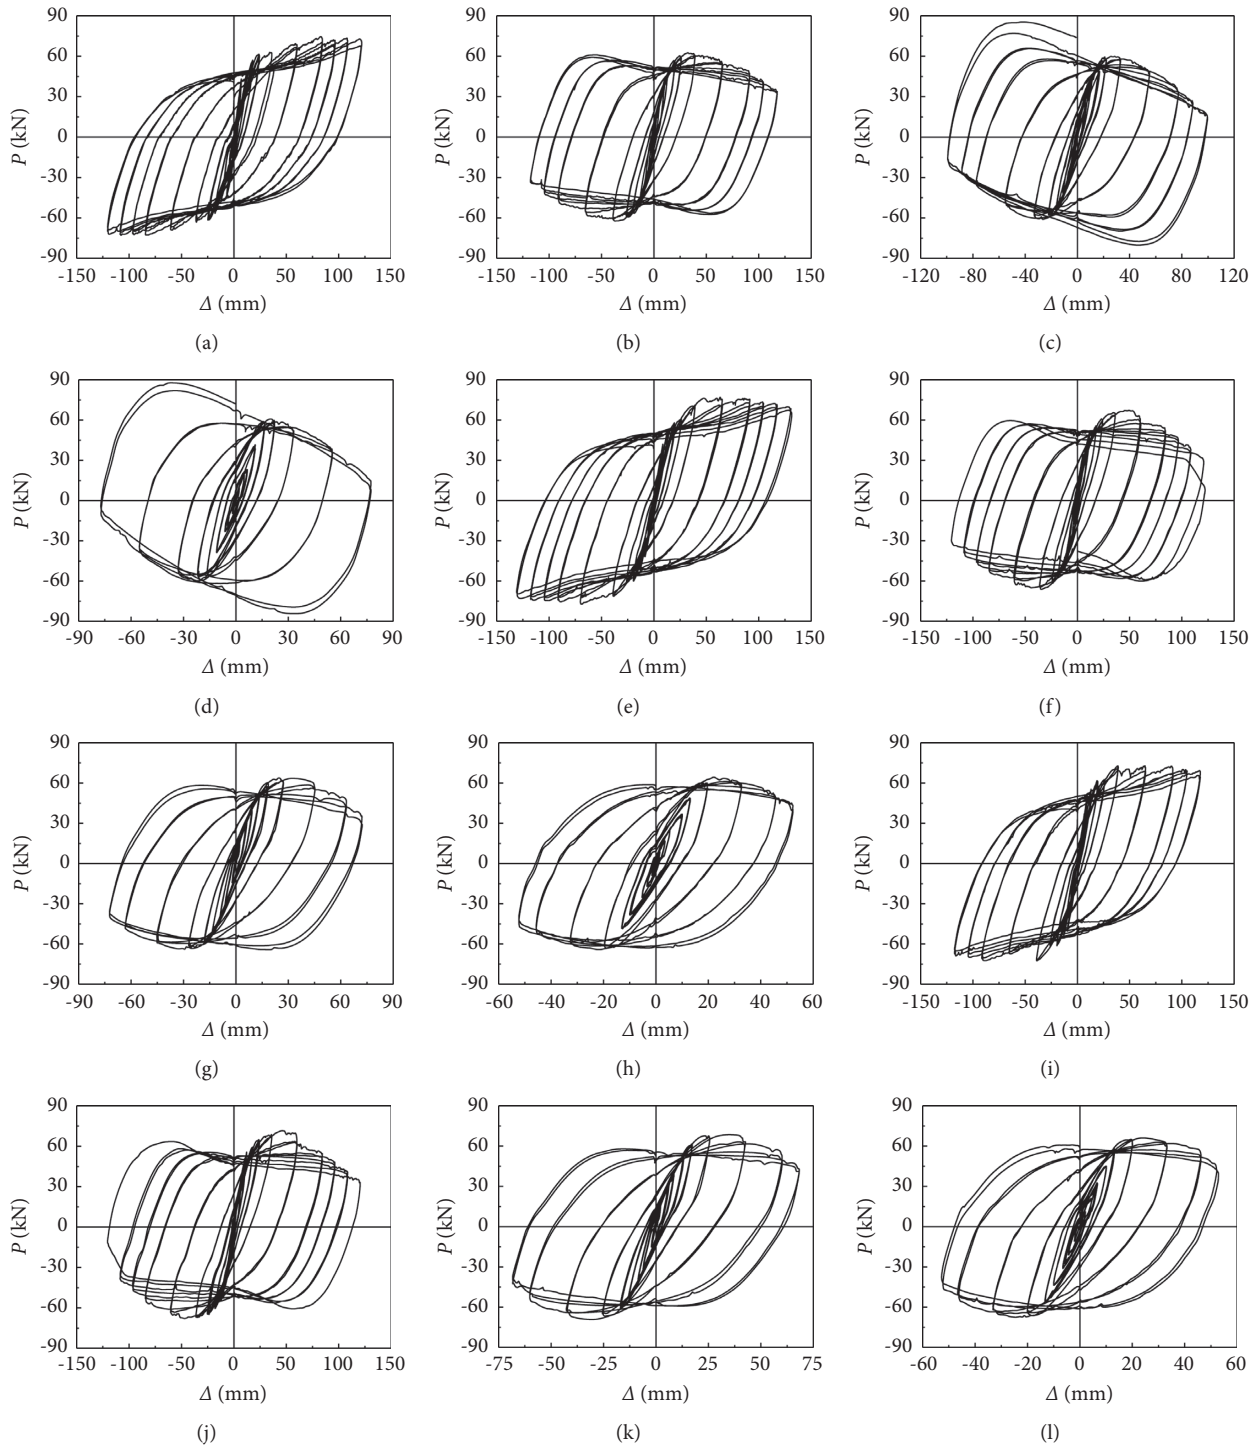 90 60 30 0 -30 -60 -90
P (kN)
-150 -100 -50 0 50 100 150
Δ (mm)
(a)
90 60 30 0 -30 -60 -90
P (kN)
-150 -100 -50 0 50 100 150
Δ (mm)
(b)
90 60 30 0 -30 -60 -90
P (kN)
-120 -80 -40 0 40 80 120
Δ (mm)
(c)
90 60 30 0 -30 -60 -90
P (kN)
-90 -60 -30 0 30 60 90
Δ (mm)
(d)
90 60 30 0 -30 -60 -90
P (kN)
-150 -100 -50 0 50 100 150
Δ (mm)
(e)
90 60 30 0 -30 -60 -90
P (kN)
-150 -100 -50 0 50 100 150
Δ (mm)
(f)
90 60 30 0 -30 -60 -90
P (kN)
-90 -60 -30 0 30 60 90
Δ (mm)
(g)
90 60 30 0 -30 -60 -90
P (kN)
-60 -40 -20 0 20 40 60
Δ (mm)
(h)
90 60 30 0 -30 -60 -90
P (kN)
-150 -100 -50 0 50 100 150
Δ (mm)
(i)
90 60 30 0 -30 -60 -90
P (kN)
-150 -100 -50 0 50 100 150
Δ (mm)
(j)
90 60 30 0 -30 -60 -90
P (kN)
-75 -50 -25 0 25 50 75
Δ (mm)
(k)
90 60 30 0 -30 -60 -90
P (kN)
-60 -40 -20 0 20 40 60
Δ (mm)
(l)